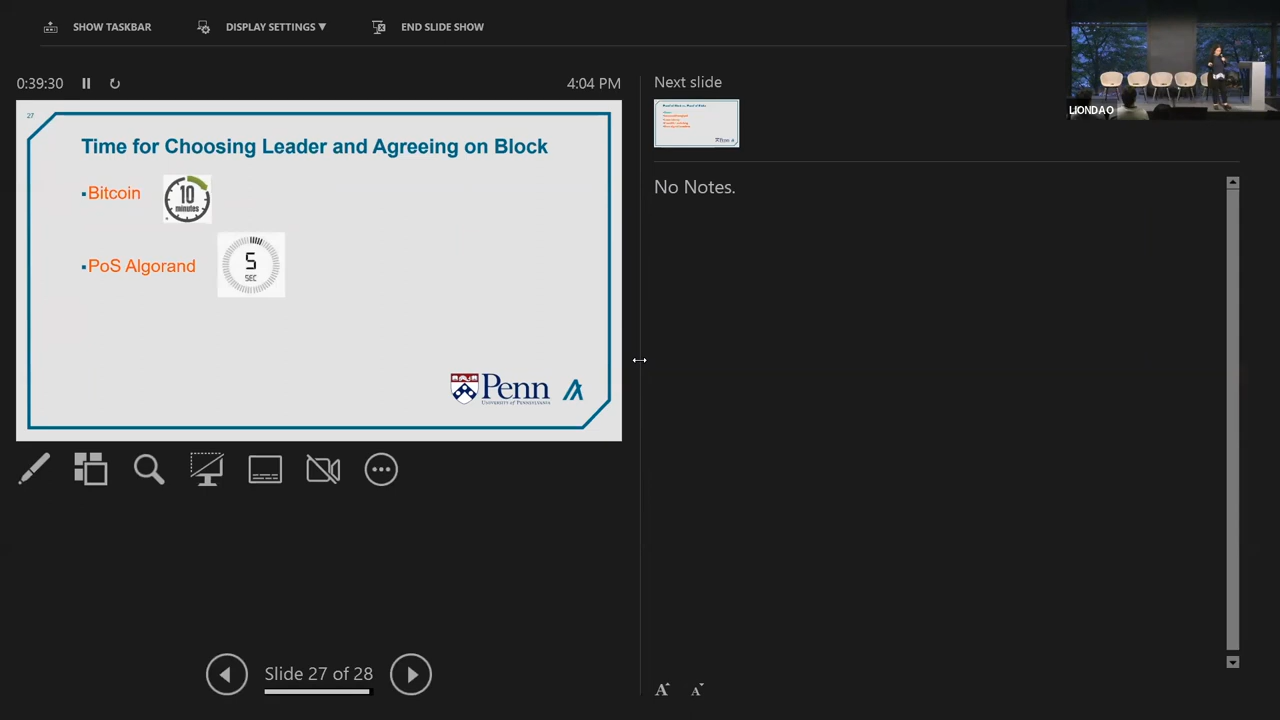 SHOW TASKBAR
DISPLAY SETTINGS ▼
END SLIDE SHOW
0:39:30
4:04 PM
27
Time for Choosing Leader and Agreeing on Block
▪Bitcoin
10
minutes
▪PoS Algorand
5
SEC
Penn
UNIVERSITY of PENNSYLVANIA
Slide 27 of 28
Next slide
No Notes.
A
A
LIONDAO